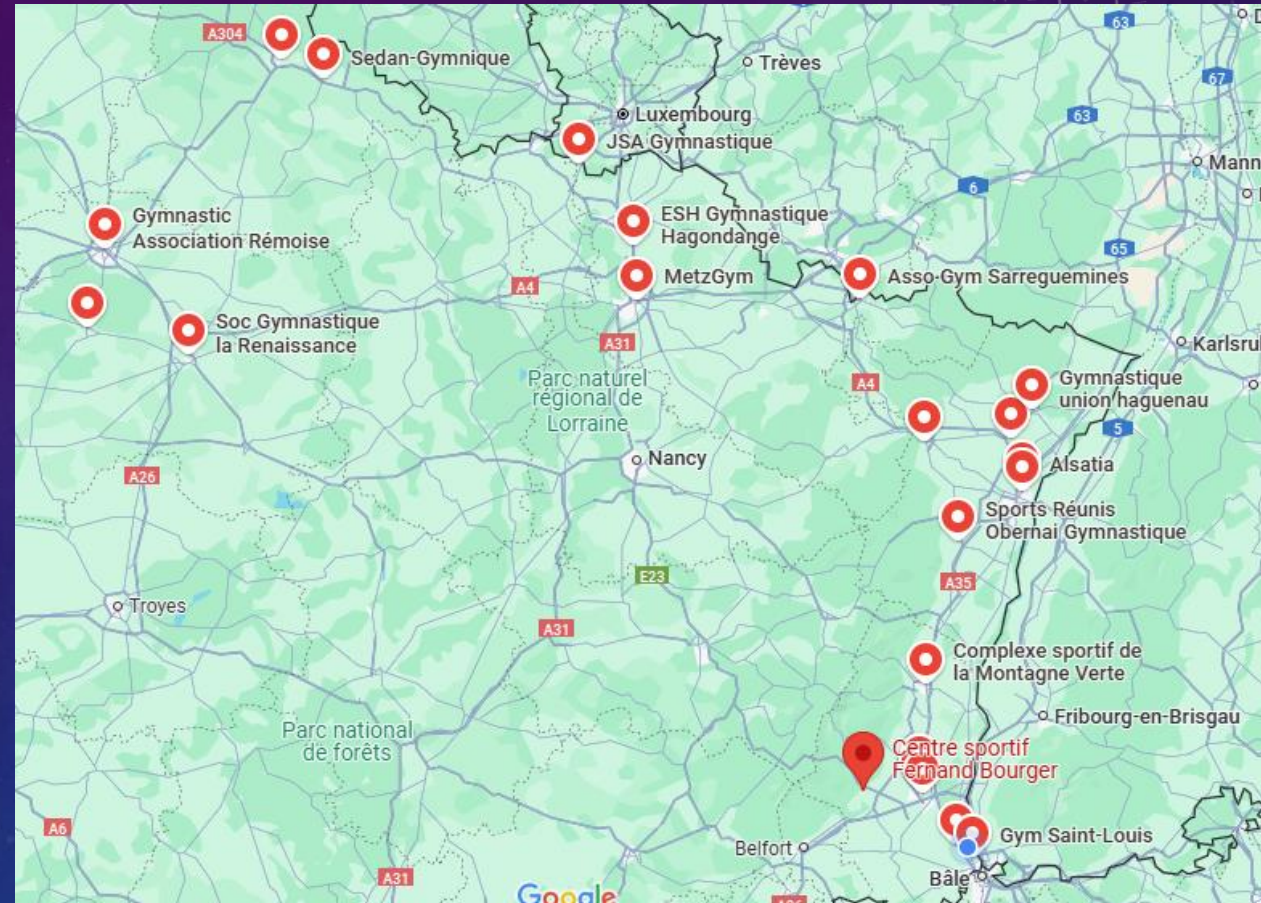 A304
Sedan-Gymnique
Trèves
63
67
Luxembourg
JSA Gymnastique
63
Mann
6
Gymnastic
Association Rémoise
ESH Gymnastique
Hagondange
65
A4
MetzGym
Asso Gym Sarreguemines
Soc Gymnastique
la Renaissance
A31
Karlsru
Parc naturel
régional de
Lorraine
A4
Gymnastique
union haguenau
5
Nancy
Alsatia
A26
Sports Réunis
Obernai Gymnastique
E23
A35
Troyes
A31
Complexe sportif de
la Montagne Verte
Parc national
de forêts
Fribourg-en-Brisgau
Centre sportif
Fernand Bourger
A6
Belfort
Gym Saint-Louis
A31
Bâle
Google